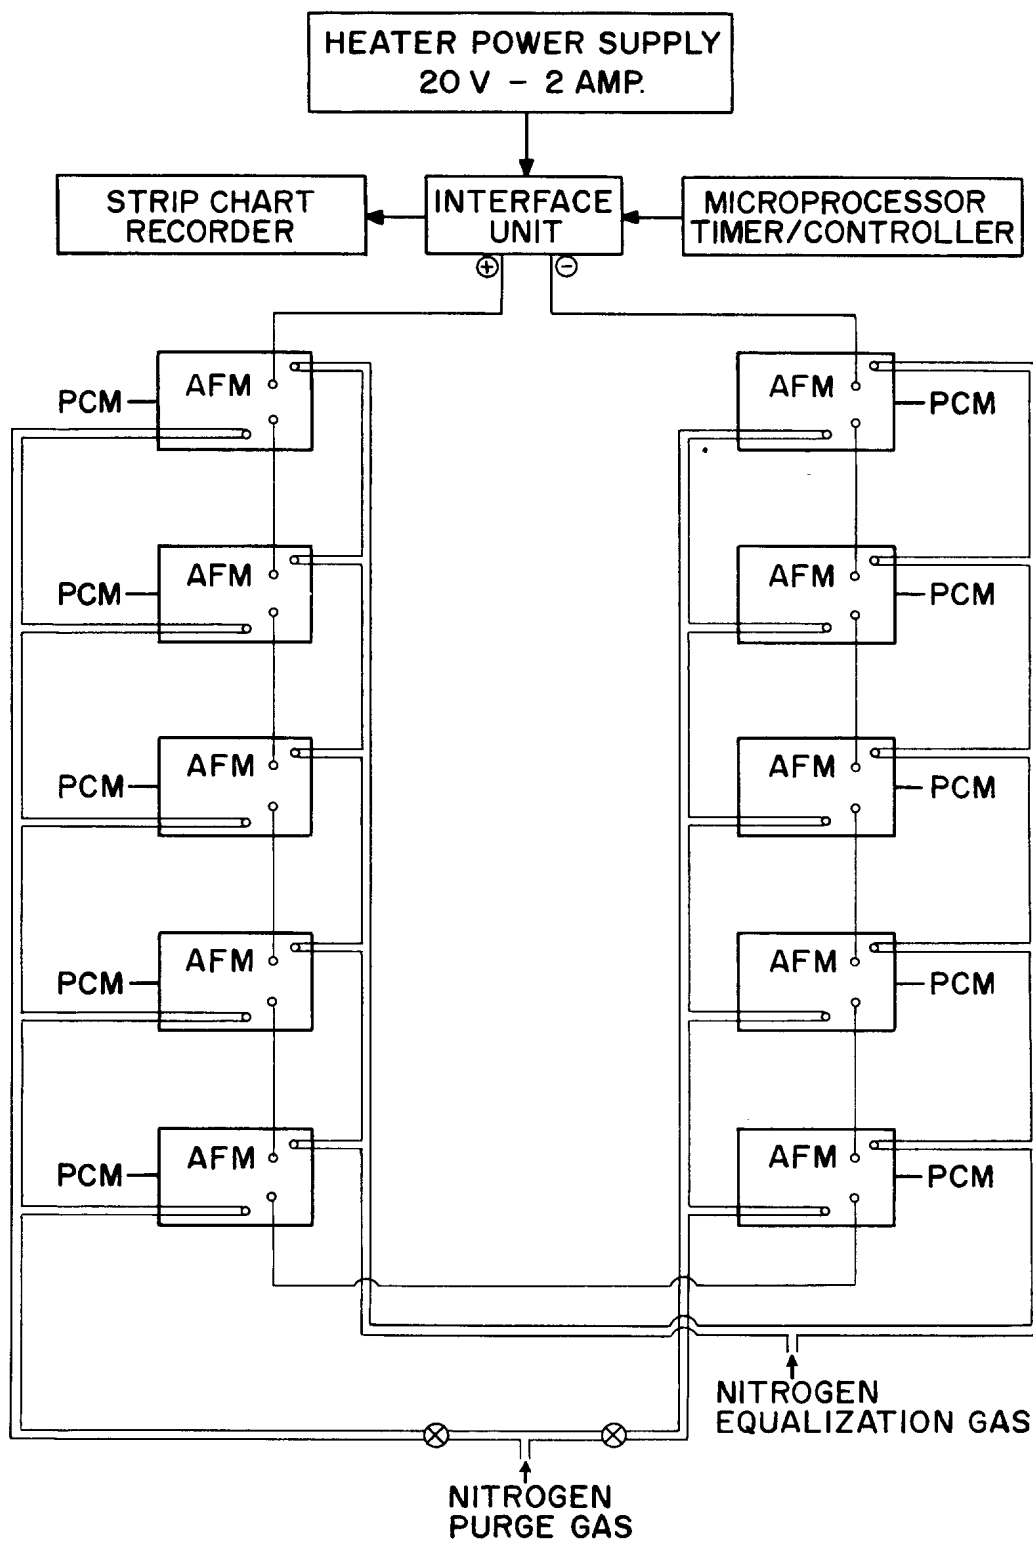 HEATER POWER SUPPLY
20 V – 2 AMP.
STRIP CHART
RECORDER
INTERFACE
UNIT
MICROPROCESSOR
TIMER/CONTROLLER
+
−
AFM
PCM
AFM
PCM
AFM
PCM
AFM
PCM
AFM
PCM
AFM
PCM
AFM
PCM
AFM
PCM
AFM
PCM
AFM
PCM
NITROGEN
EQUALIZATION GAS
NITROGEN
PURGE GAS